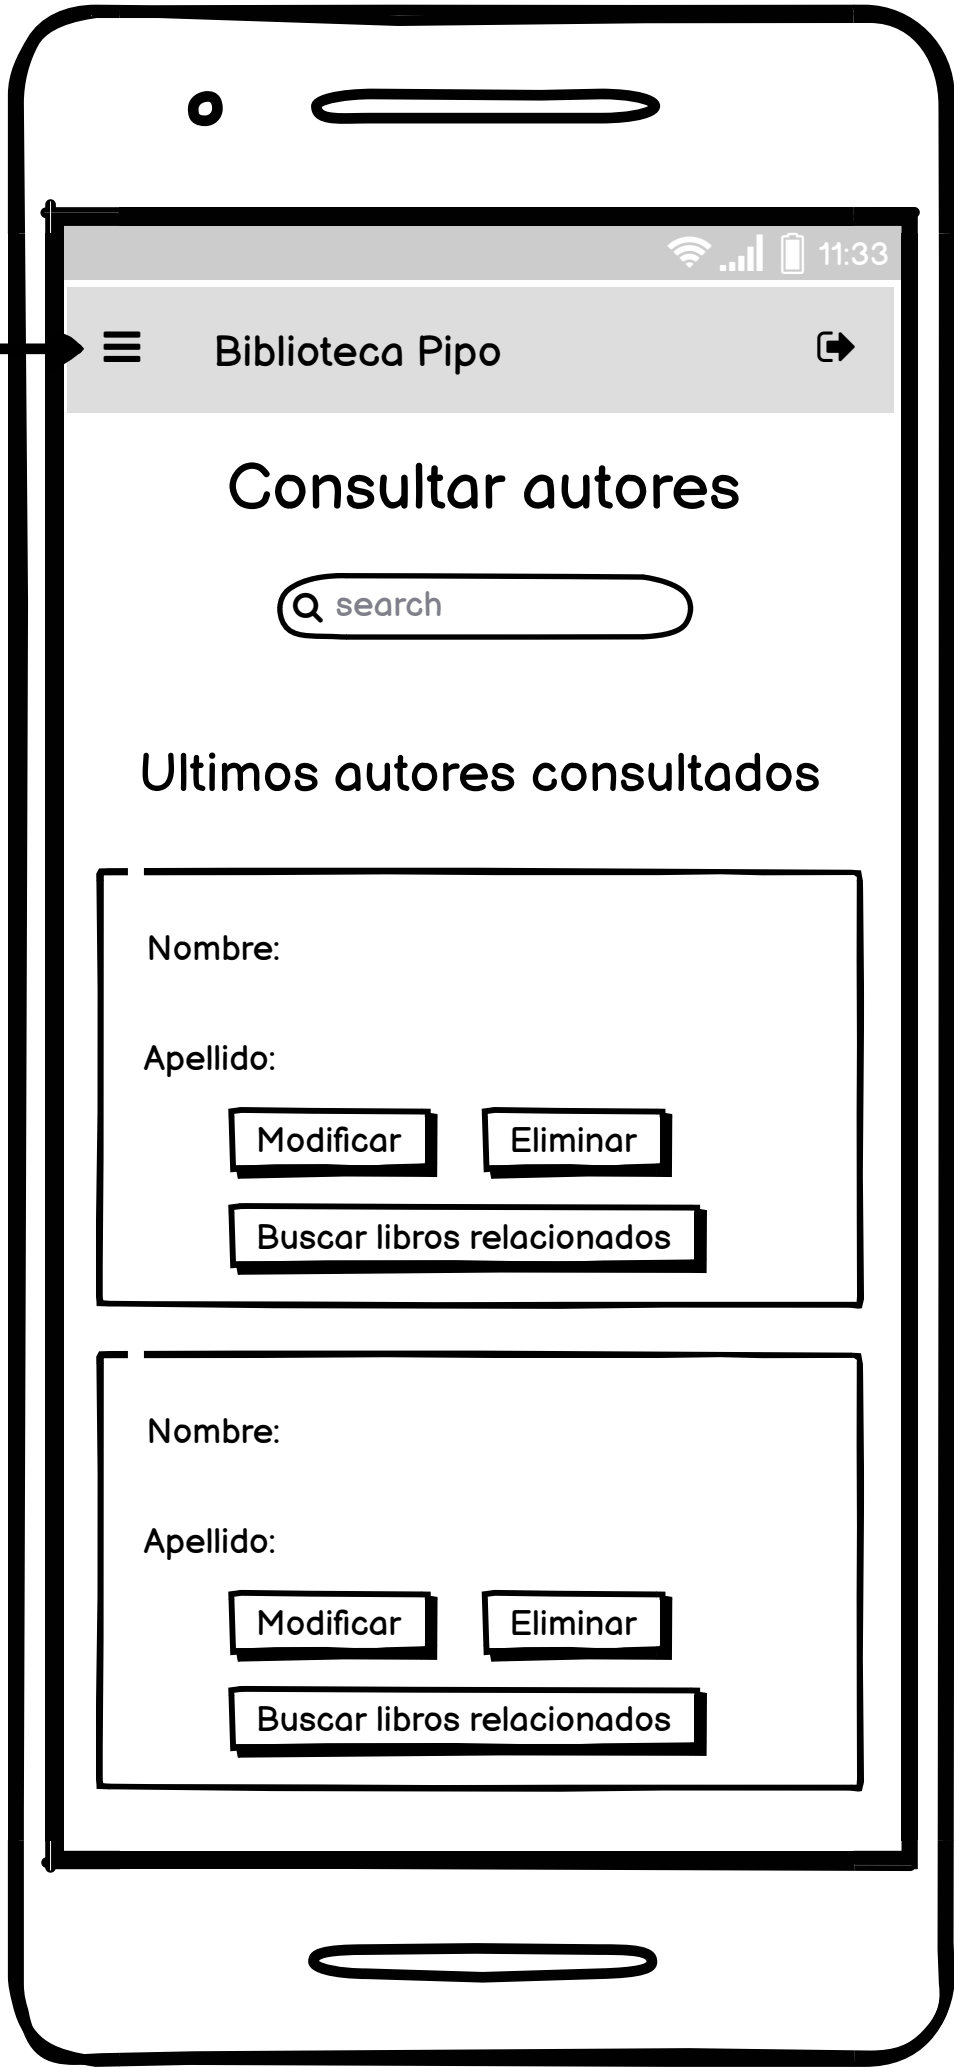 11:33
Biblioteca Pipo
Consultar autores
search
Ultimos autores consultados
Nombre:
Apellido:
Modificar Eliminar
Buscar libros relacionados
Nombre:
Apellido:
Modificar Eliminar
Buscar libros relacionados